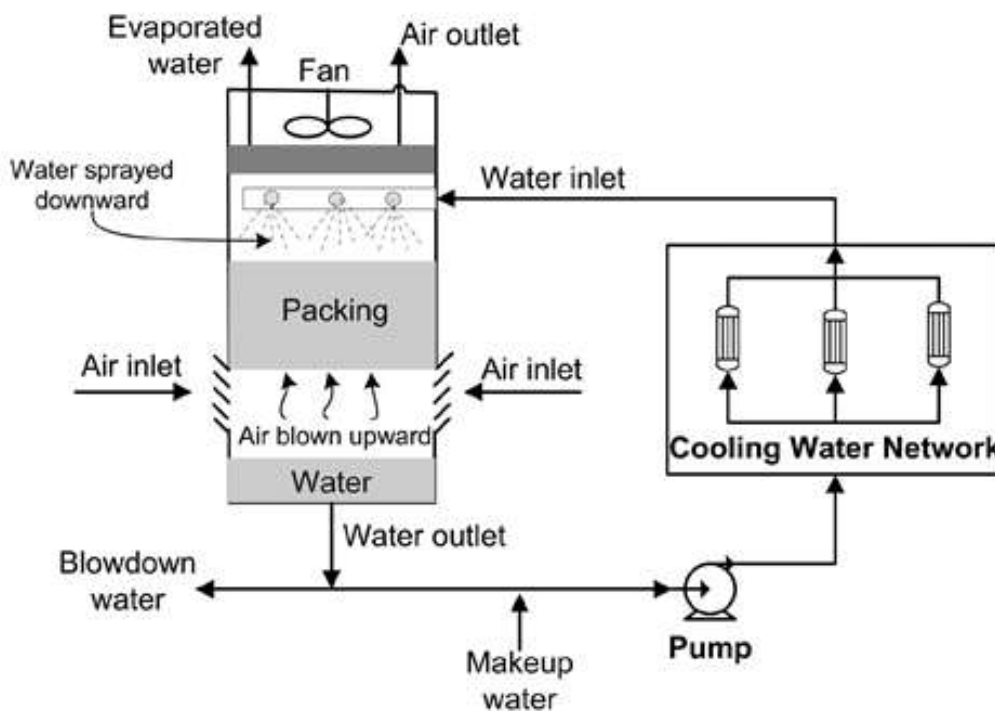 Evaporated
water
Air outlet
Fan
Water sprayed
downward
Water inlet
Packing
Air inlet
Air inlet
Air blown upward
Cooling Water Network
Water
Water outlet
Blowdown
water
Pump
Makeup
water